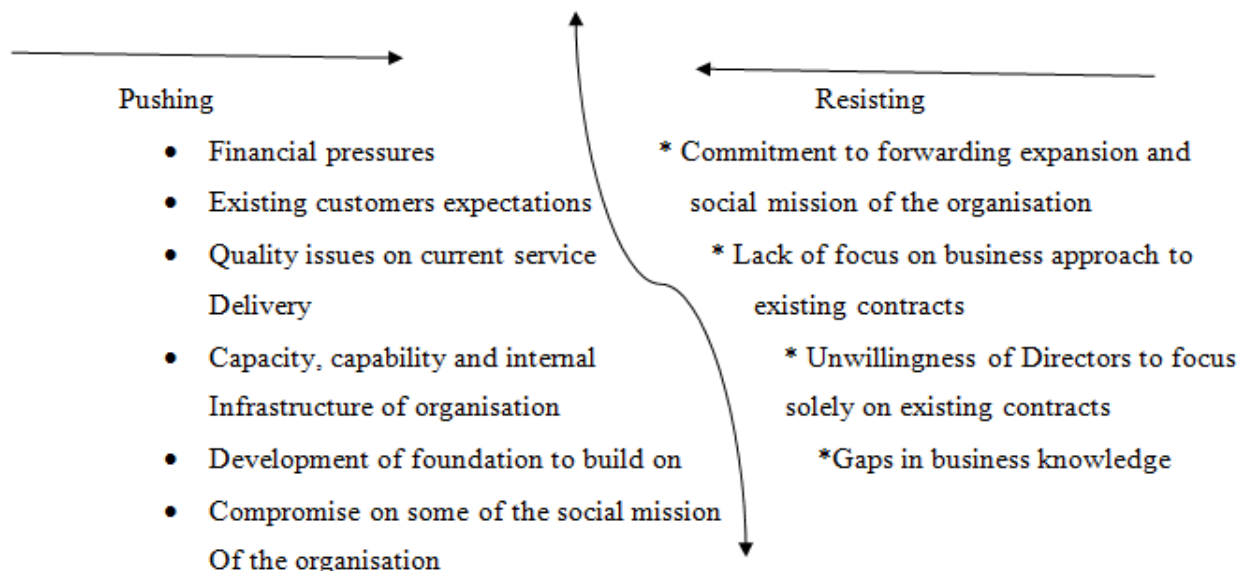 Pushing
• Financial pressures
• Existing customers expectations
• Quality issues on current service
Delivery
• Capacity, capability and internal
Infrastructure of organisation
• Development of foundation to build on
• Compromise on some of the social mission
Of the organisation
Resisting
* Commitment to forwarding expansion and
social mission of the organisation
* Lack of focus on business approach to
existing contracts
* Unwillingness of Directors to focus
solely on existing contracts
*Gaps in business knowledge